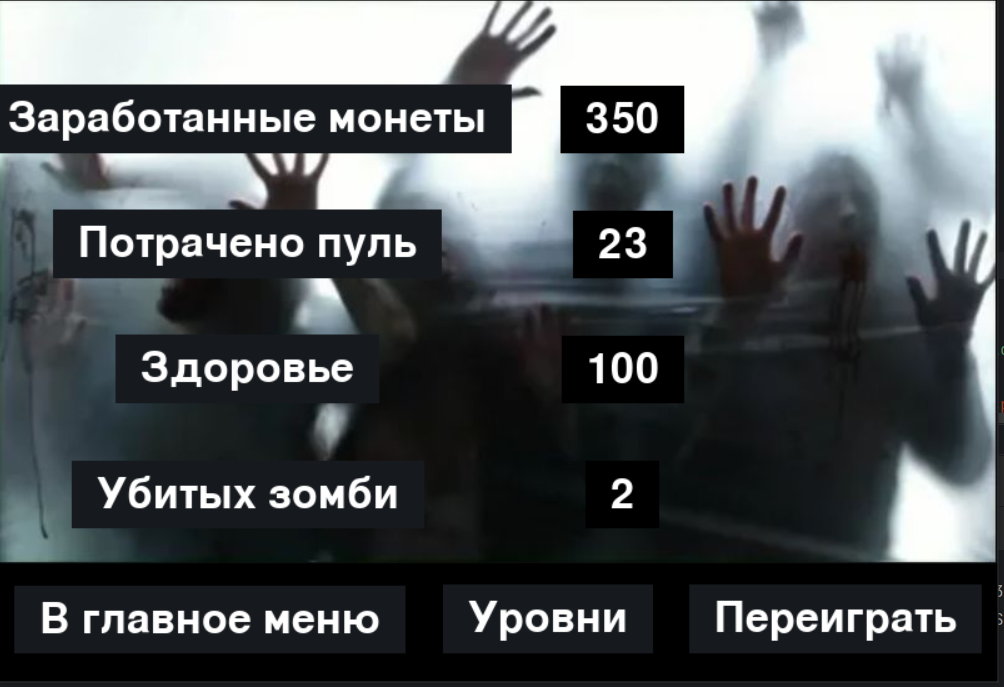 Заработанные монеты 350
Потрачено пуль 23
Здоровье 100
Убитых зомби 2
В главное меню Уровни Переиграть